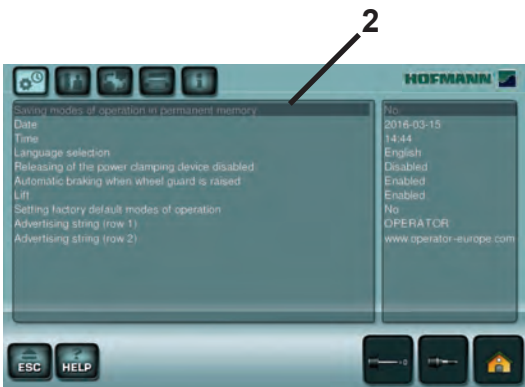 2
HOFMANN
Saving modes of operation in permanent memory No
Date 2016-03-15
Time 14:44
Language selection English
Releasing of the power clamping device disabled Disabled
Automatic braking when wheel guard is raised Enabled
Lift Enabled
Setting factory default modes of operation No
Advertising string (row 1) OPERATOR
Advertising string (row 2) www.operator-europe.com
ESC ? HELP